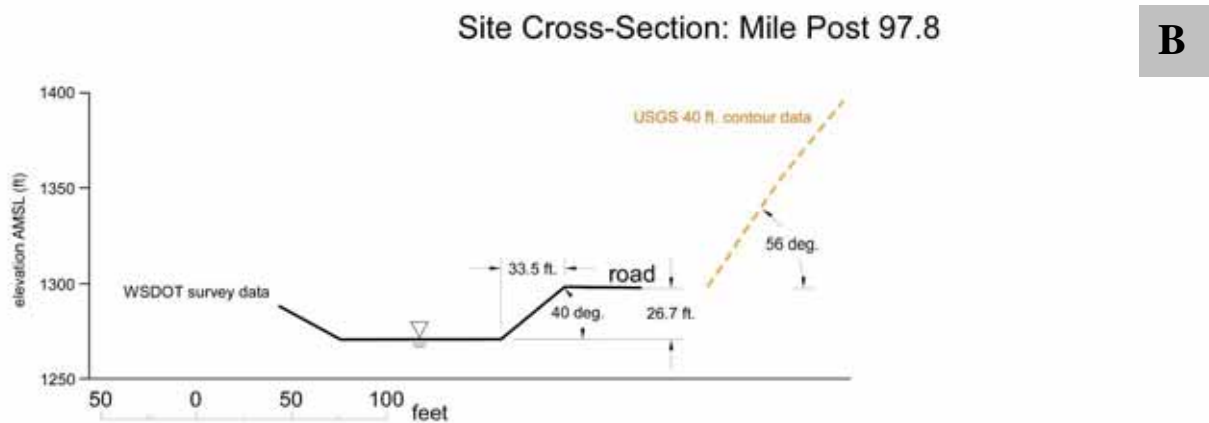 Site Cross-Section: Mile Post 97.8
B
1400
USGS 40 ft. contour data
1350
elevation AMSL (ft)
56 deg.
33.5 ft.
road
1300
WSDOT survey data
40 deg.
26.7 ft.
1250
50 0 50 100 feet